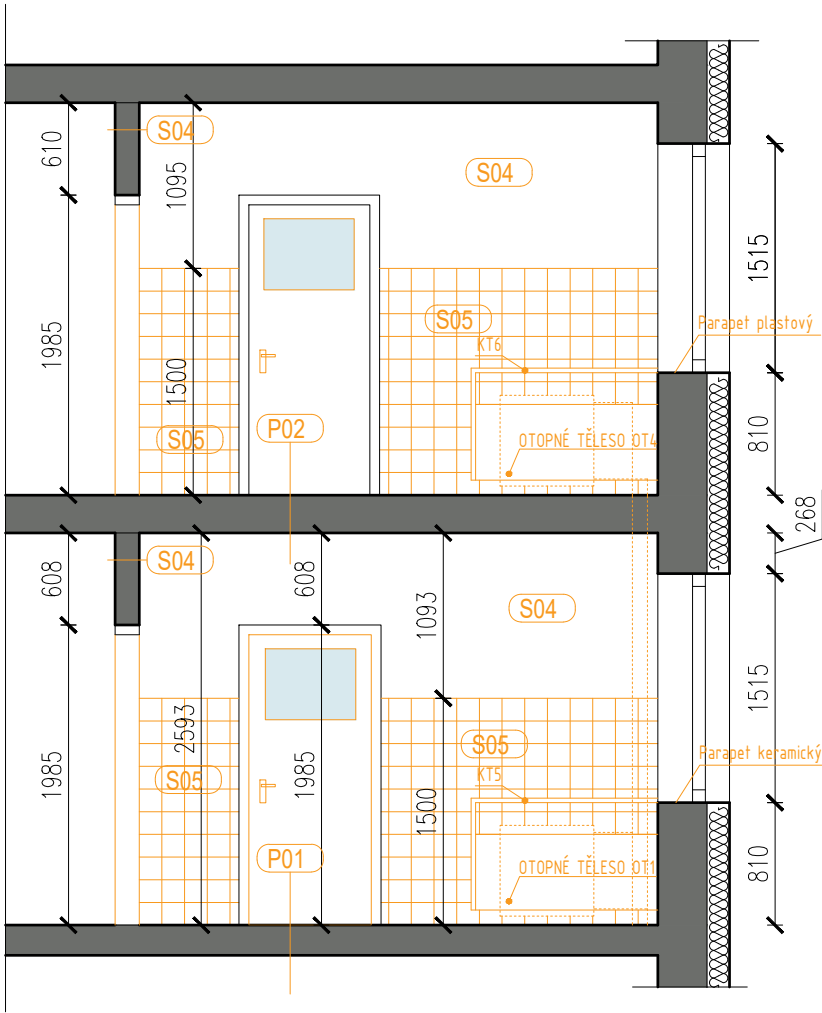 S04
610
1095
S04
1515
1985
S05
Parapet plastový
KT6
1500
P02
S05
OTOPNÉ TĚLESO OT4
810
268
S04
608
608
1093
S04
1515
2593
S05
Parapet keramický
1985
S05
1985
KT5
1500
P01
OTOPNÉ TĚLESO OT1
810